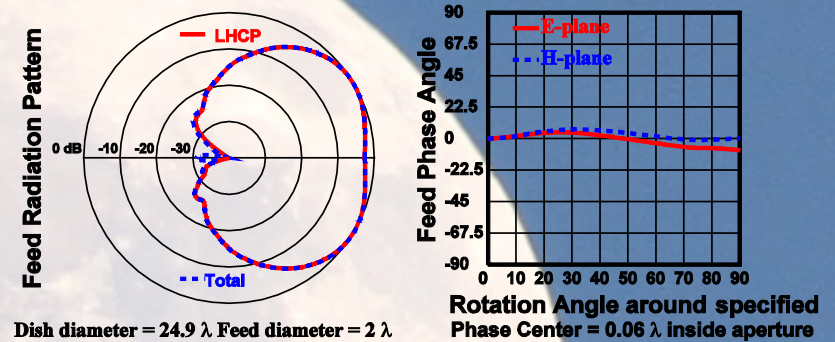 Feed Radiation Pattern
LHCP
0 dB -10 -20 -30
Total
Dish diameter = 24.9 λ Feed diameter = 2 λ
Feed Phase Angle
90
67.5
45
22.5
0
-22.5
-45
-67.5
-90
E-plane
H-plane
0 10 20 30 40 50 60 70 80 90
Rotation Angle around specified
Phase Center = 0.06 λ inside aperture